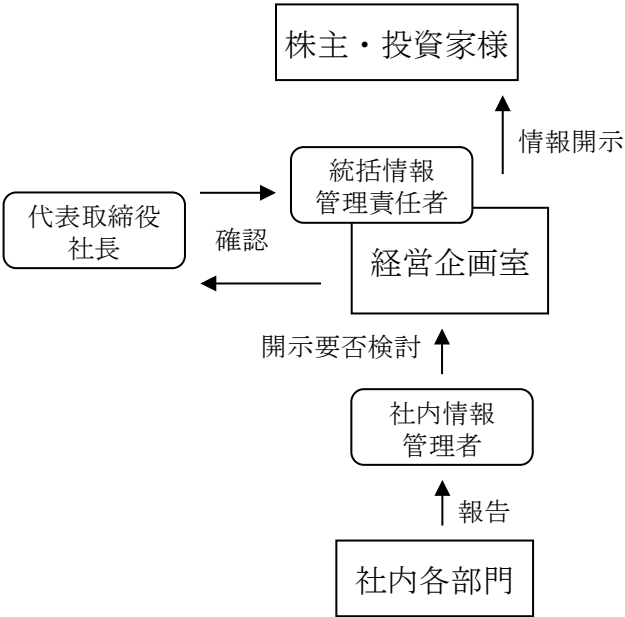 株主・投資家様
情報開示
統括情報
管理責任者
代表取締役
社長
確認
経営企画室
開示要否検討
社内情報
管理者
報告
社内各部門